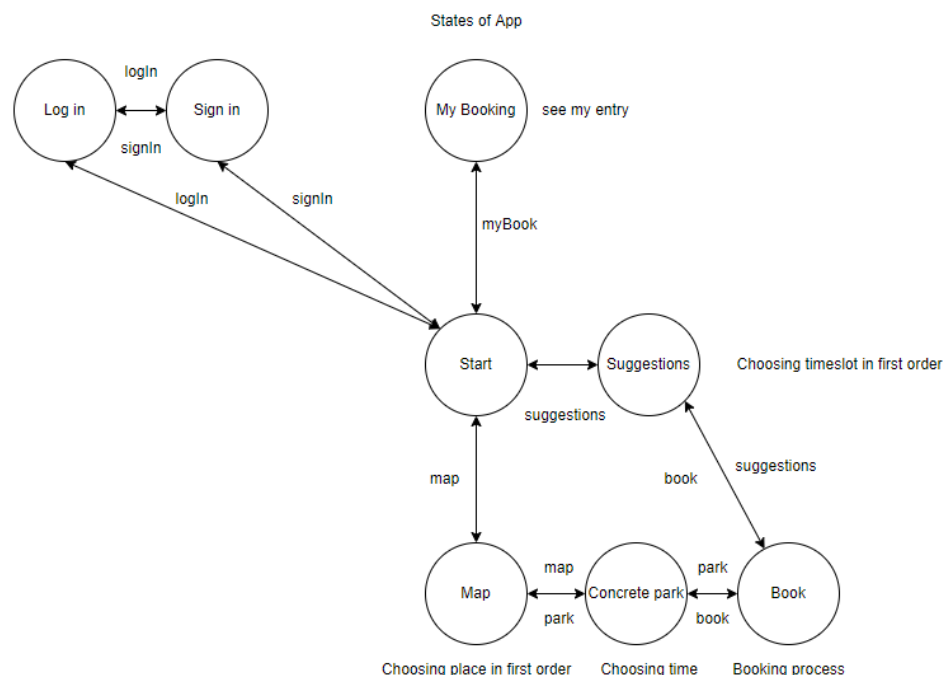 States of App
logIn
Log in
Sign in
My Booking
see my entry
signIn
logIn
signIn
myBook
Start
Suggestions
Choosing timeslot in first order
suggestions
map
book
suggestions
map
park
Map
Concrete park
Book
park
book
Choosing place in first order
Choosing time
Booking process